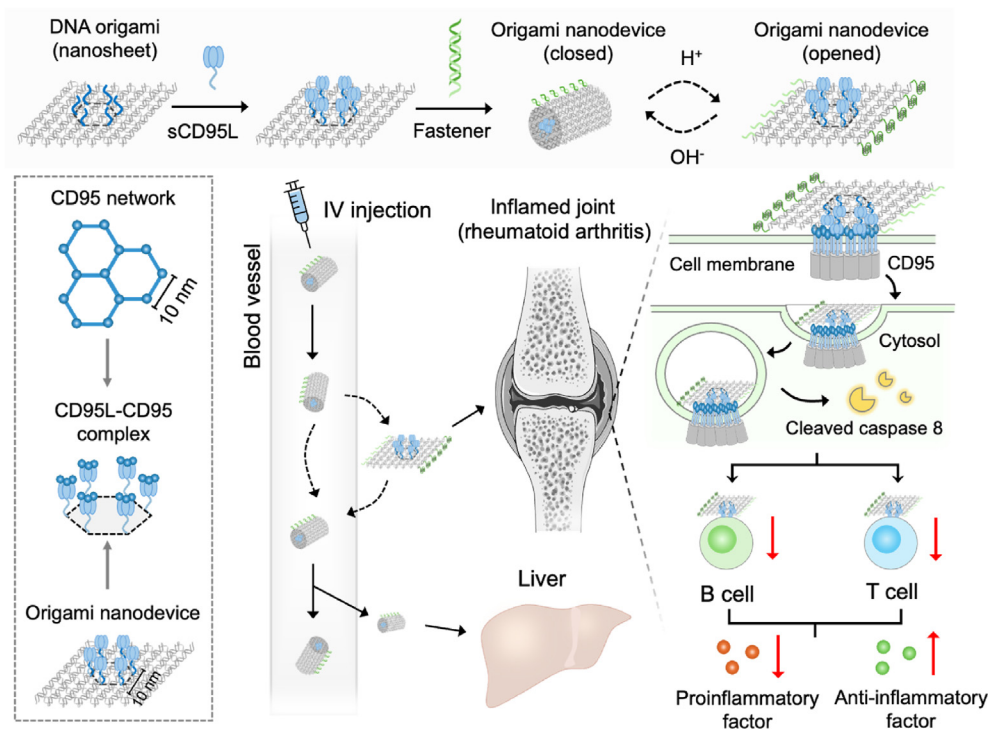 DNA origami
(nanosheet)
sCD95L
Fastener
Origami nanodevice
(closed)
H⁺
OH⁻
Origami nanodevice
(opened)
CD95 network
10 nm
CD95L-CD95
complex
Origami nanodevice
10 nm
IV injection
Blood vessel
Inflamed joint
(rheumatoid arthritis)
Liver
Cell membrane
CD95
Cytosol
Cleaved caspase 8
B cell
T cell
Proinflammatory
factor
Anti-inflammatory
factor